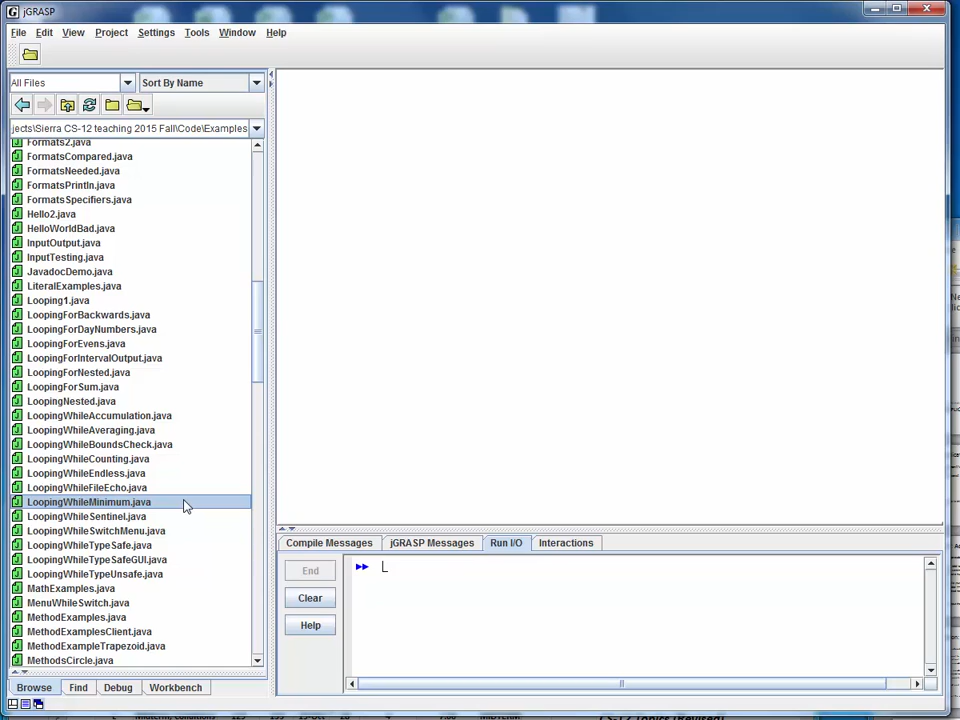 jGRASP
File Edit View Project Settings Tools Window Help
All Files Sort By Name
jects\Sierra CS-12 teaching 2015 Fall\Code\Examples
Formats2.java
FormatsCompared.java
FormatsNeeded.java
FormatsPrintln.java
FormatsSpecifiers.java
Hello2.java
HelloWorldBad.java
InputOutput.java
InputTesting.java
JavadocDemo.java
LiteralExamples.java
Looping1.java
LoopingForBackwards.java
LoopingForDayNumbers.java
LoopingForEvens.java
LoopingForIntervalOutput.java
LoopingForNested.java
LoopingForSum.java
LoopingNested.java
LoopingWhileAccumulation.java
LoopingWhileAveraging.java
LoopingWhileBoundsCheck.java
LoopingWhileCounting.java
LoopingWhileEndless.java
LoopingWhileFileEcho.java
LoopingWhileMinimum.java
LoopingWhileSentinel.java
LoopingWhileSwitchMenu.java
LoopingWhileTypeSafe.java
LoopingWhileTypeSafeGUI.java
LoopingWhileTypeUnsafe.java
MathExamples.java
MenuWhileSwitch.java
MethodExamples.java
MethodExamplesClient.java
MethodExampleTrapezoid.java
MethodsCircle.java
Browse Find Debug Workbench
Compile Messages jGRASP Messages Run I/O Interactions
End
Clear
Help